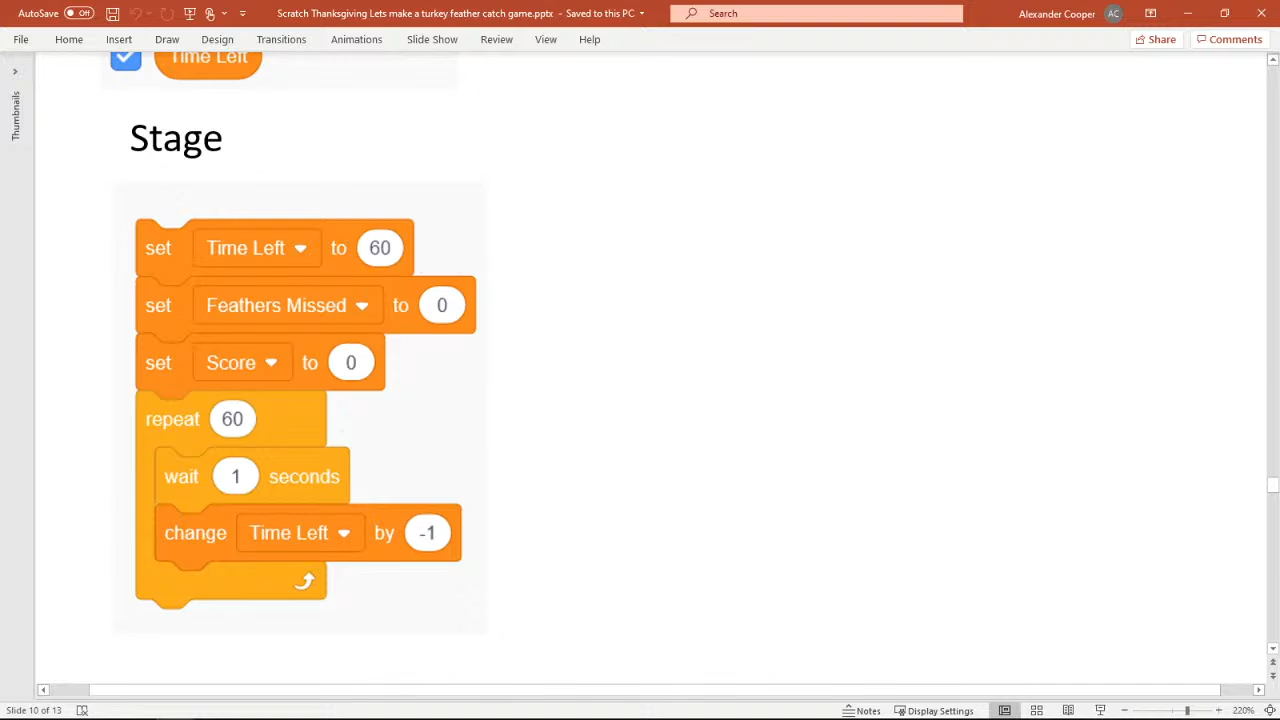 AutoSave Off Scratch Thanksgiving Lets make a turkey feather catch game.pptx - Saved to this PC Search Alexander Cooper AC
File Home Insert Draw Design Transitions Animations Slide Show Review View Help Share Comments
Thumbnails
Time Left
Stage
set Time Left to 60
set Feathers Missed to 0
set Score to 0
repeat 60
wait 1 seconds
change Time Left by -1
Slide 10 of 13 Notes Display Settings 220%